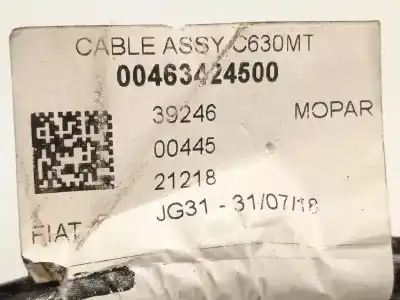 CABLE ASSY, C630MT
00463424500
39246 MOPAR
00445
21218
JG31 - 31/07/18
FIAT